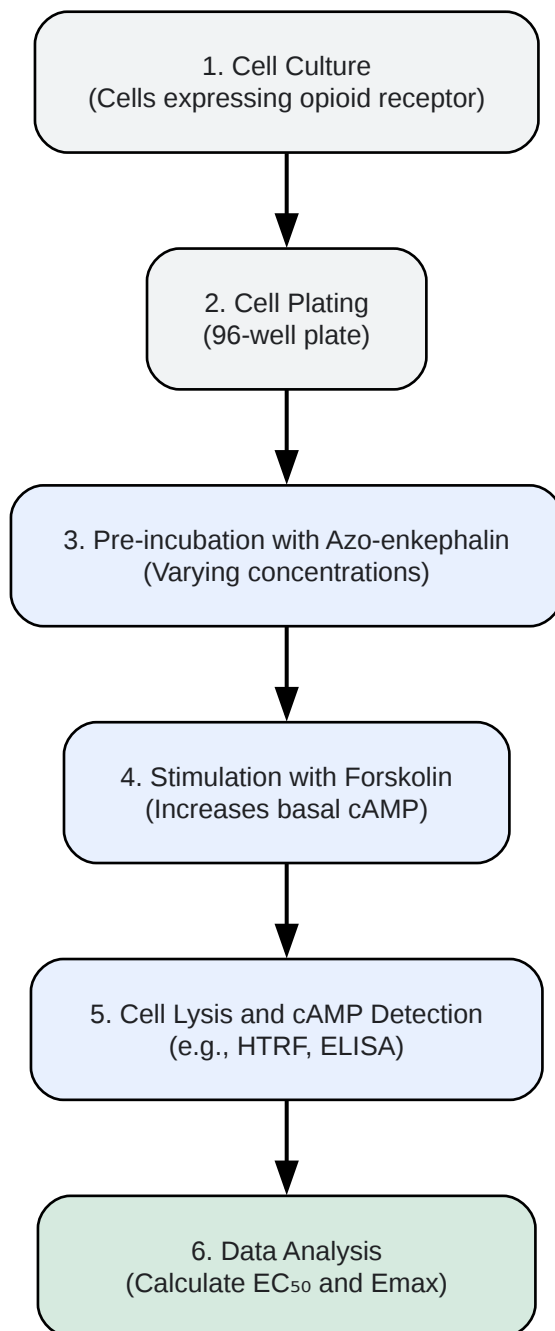 1. Cell Culture
(Cells expressing opioid receptor)
2. Cell Plating
(96-well plate)
3. Pre-incubation with Azo-enkephalin
(Varying concentrations)
4. Stimulation with Forskolin
(Increases basal cAMP)
5. Cell Lysis and cAMP Detection
(e.g., HTRF, ELISA)
6. Data Analysis
(Calculate EC₅₀ and Emax)